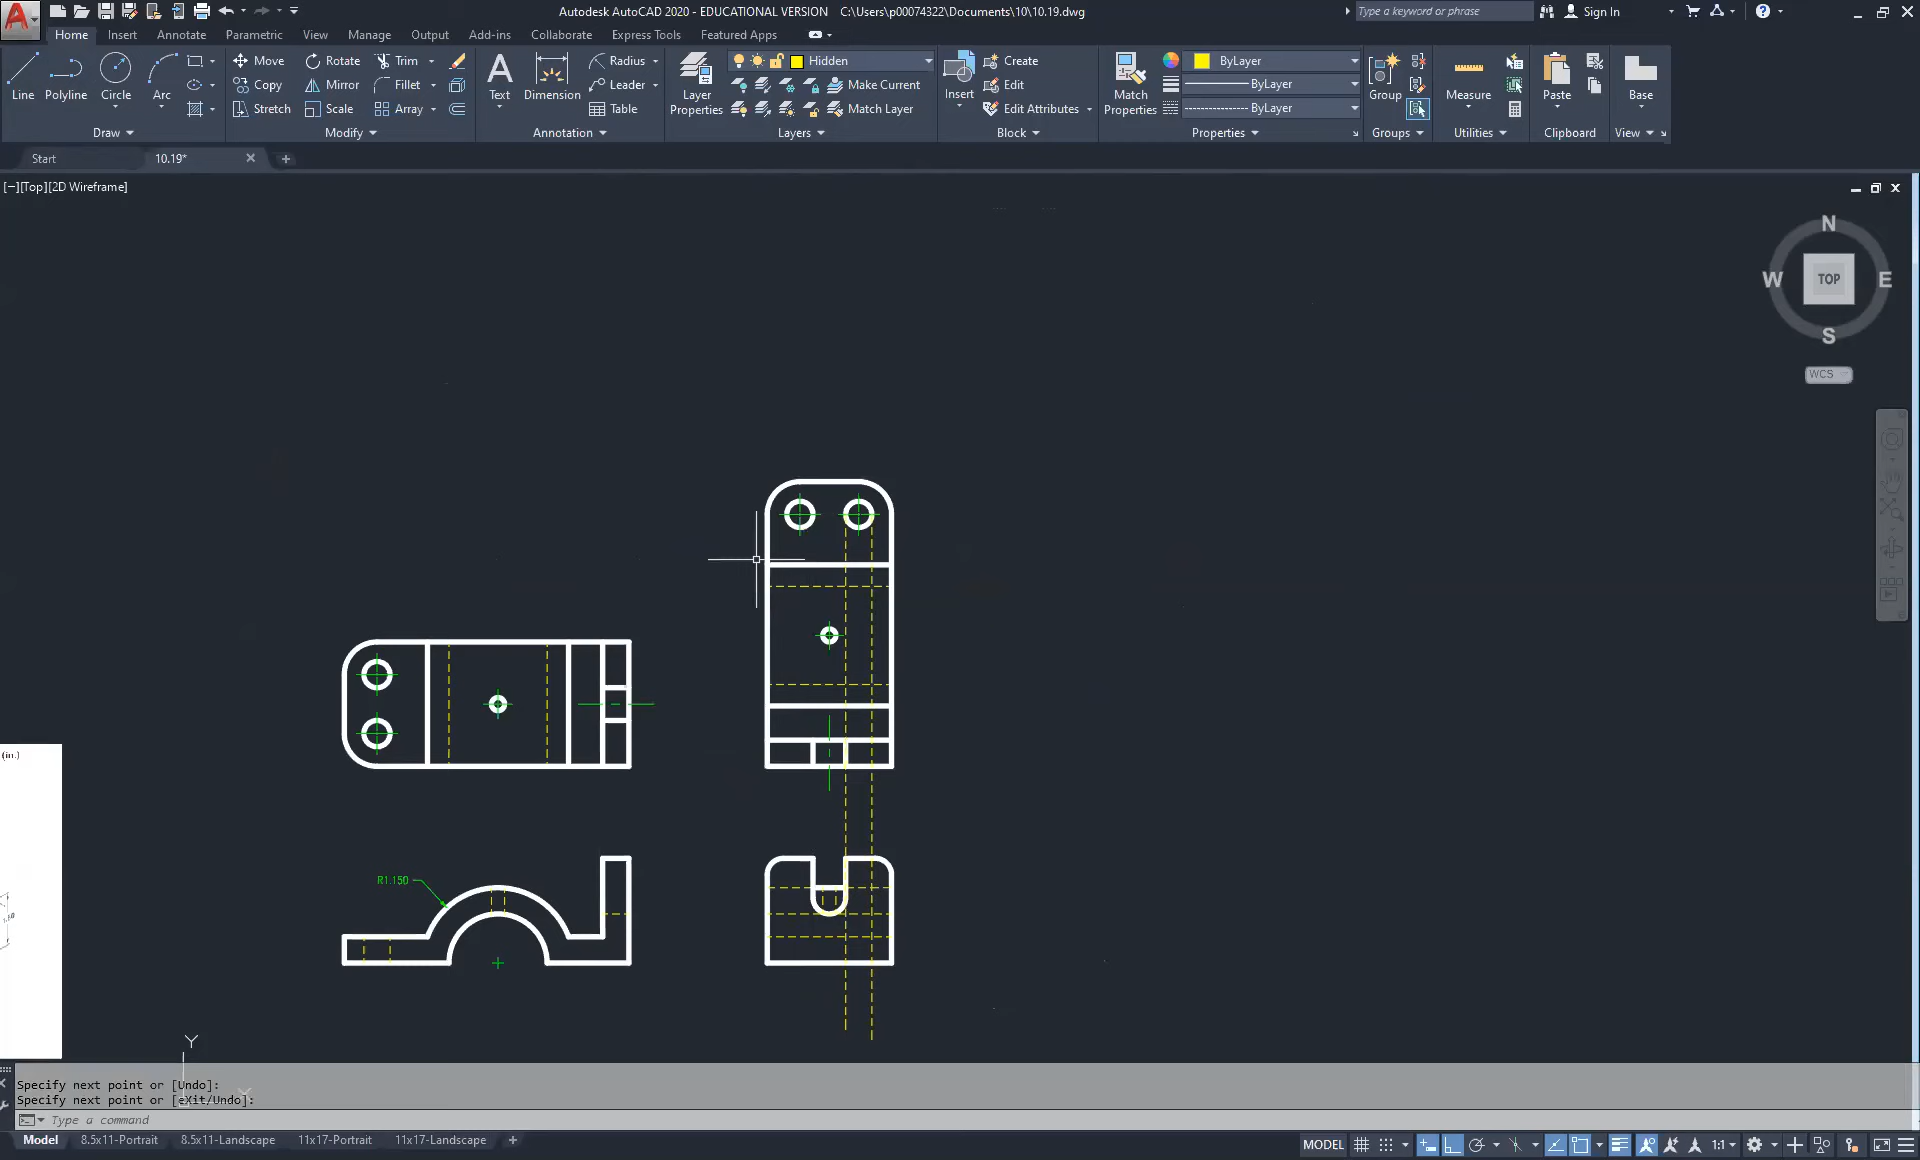 Autodesk AutoCAD 2020 - EDUCATIONAL VERSION C:\Users\p00074322\Documents\10\10.19.dwg
Type a keyword or phrase
Sign In
Home Insert Annotate Parametric View Manage Output Add-ins Collaborate Express Tools Featured Apps
Line Polyline Circle Arc
Draw
Move Rotate Trim
Copy Mirror Fillet
Stretch Scale Array
Modify
Text Dimension
Radius
Leader
Table
Annotation
Layer Properties
Hidden
Make Current
Match Layer
Layers
Insert
Create
Edit
Edit Attributes
Block
Match Properties
ByLayer
ByLayer
ByLayer
Properties
Group
Groups
Measure
Utilities
Paste
Clipboard
Base
View
Start 10.19*
[−][Top][2D Wireframe]
N
W TOP E
S
WCS
(in.)
R1.150
Y
Specify next point or [Undo]:
Specify next point or [eXit/Undo]:
Type a command
Model 8.5x11-Portrait 8.5x11-Landscape 11x17-Portrait 11x17-Landscape
MODEL 1:1